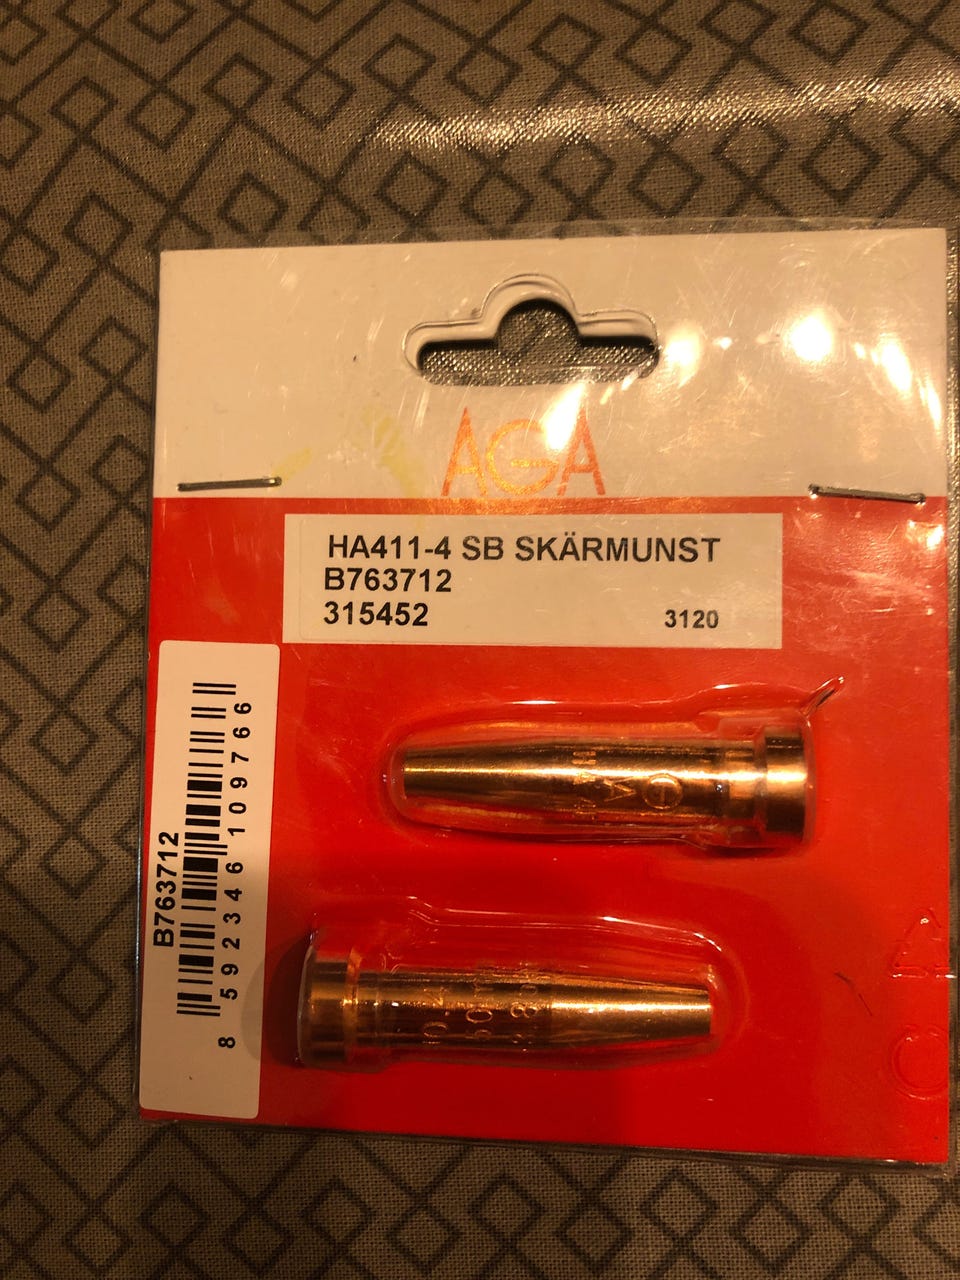 AGA
HA411-4 SB SKÄRMUNST
B763712
315452 3120
B763712
8 592346 109766